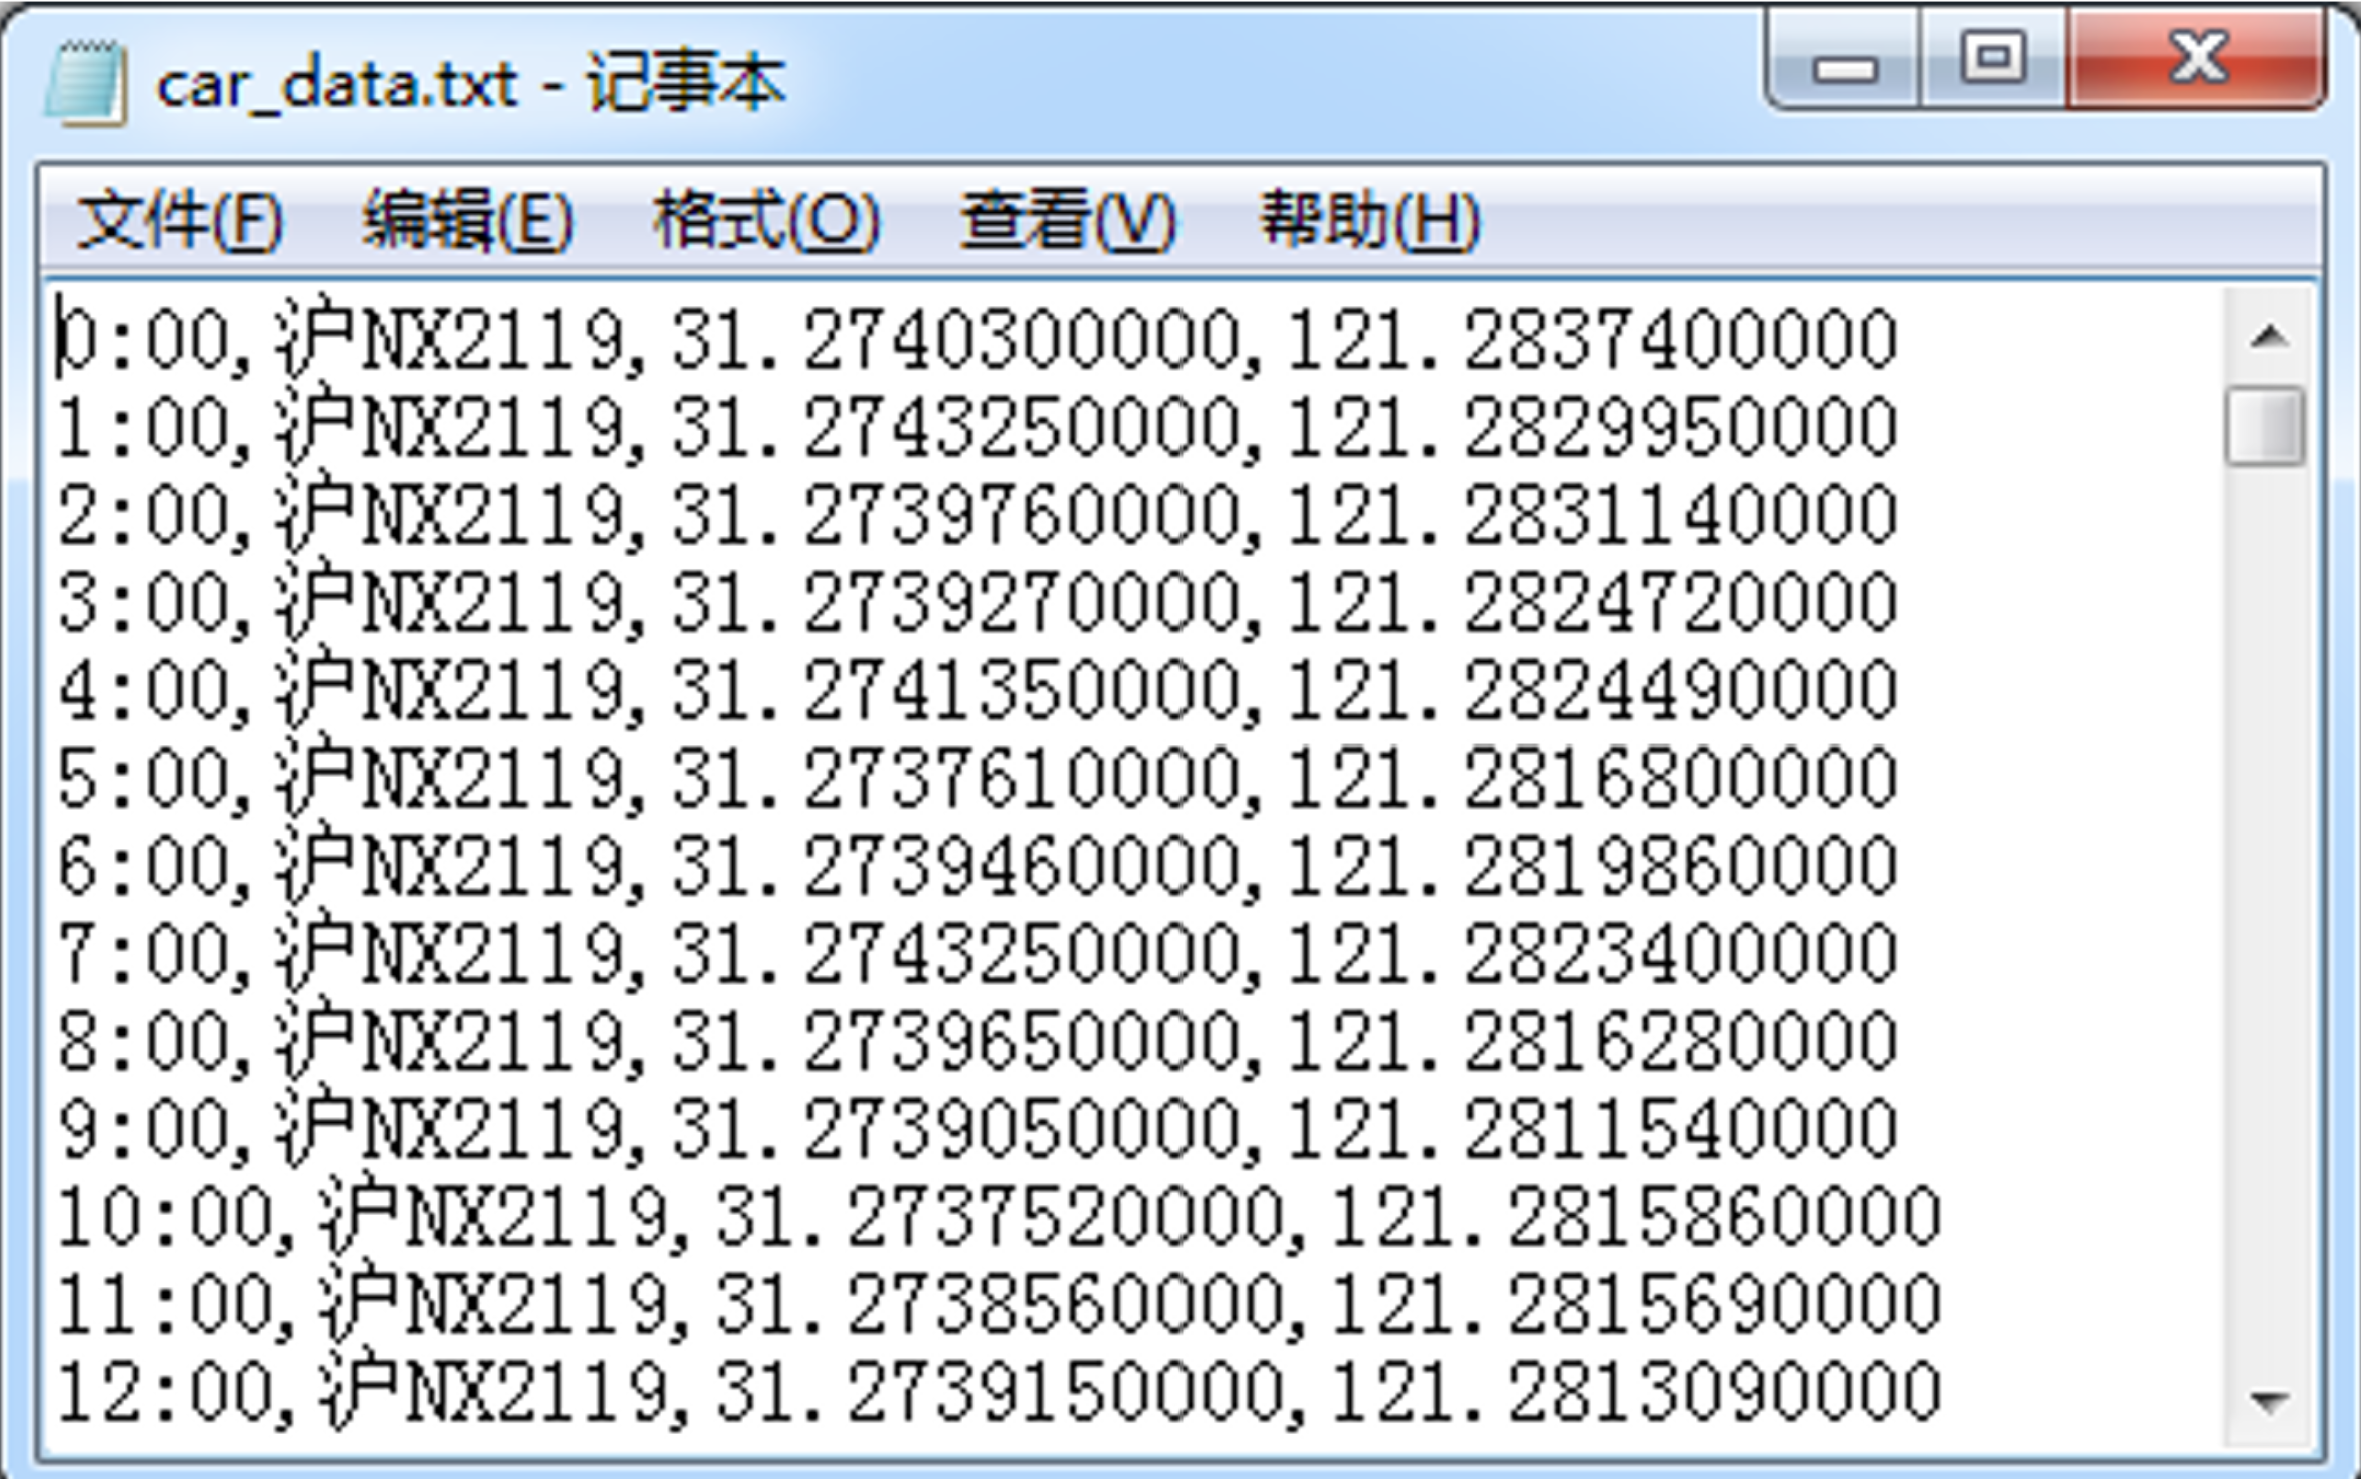 car_data.txt - 记事本
文件(F) 编辑(E) 格式(O) 查看(V) 帮助(H)
0:00,沪NX2119,31.2740300000,121.2837400000
1:00,沪NX2119,31.2743250000,121.2829950000
2:00,沪NX2119,31.2739760000,121.2831140000
3:00,沪NX2119,31.2739270000,121.2824720000
4:00,沪NX2119,31.2741350000,121.2824490000
5:00,沪NX2119,31.2737610000,121.2816800000
6:00,沪NX2119,31.2739460000,121.2819860000
7:00,沪NX2119,31.2743250000,121.2823400000
8:00,沪NX2119,31.2739650000,121.2816280000
9:00,沪NX2119,31.2739050000,121.2811540000
10:00,沪NX2119,31.2737520000,121.2815860000
11:00,沪NX2119,31.2738560000,121.2815690000
12:00,沪NX2119,31.2739150000,121.2813090000